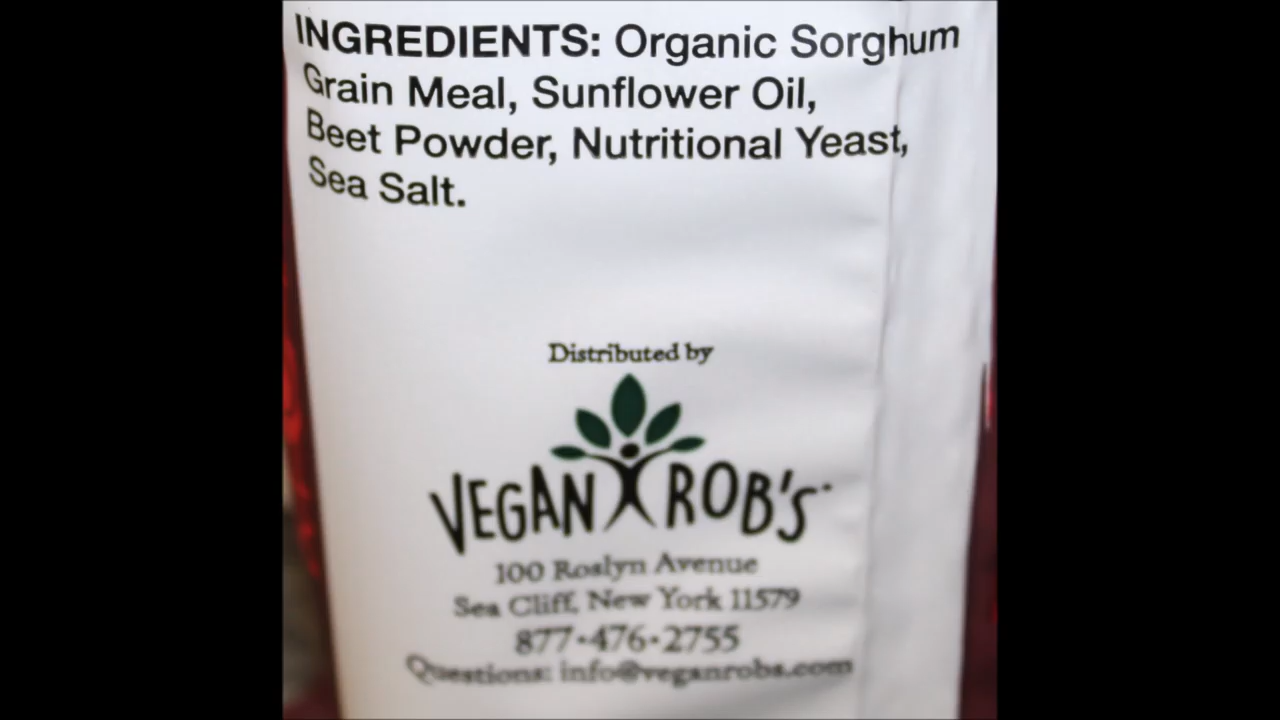 INGREDIENTS: Organic Sorghum
Grain Meal, Sunflower Oil,
Beet Powder, Nutritional Yeast,
Sea Salt.
Distributed by
VEGAN ROB'S
100 Roslyn Avenue
Sea Cliff, New York 11579
877·476·2755
Questions: info@veganrobs.com